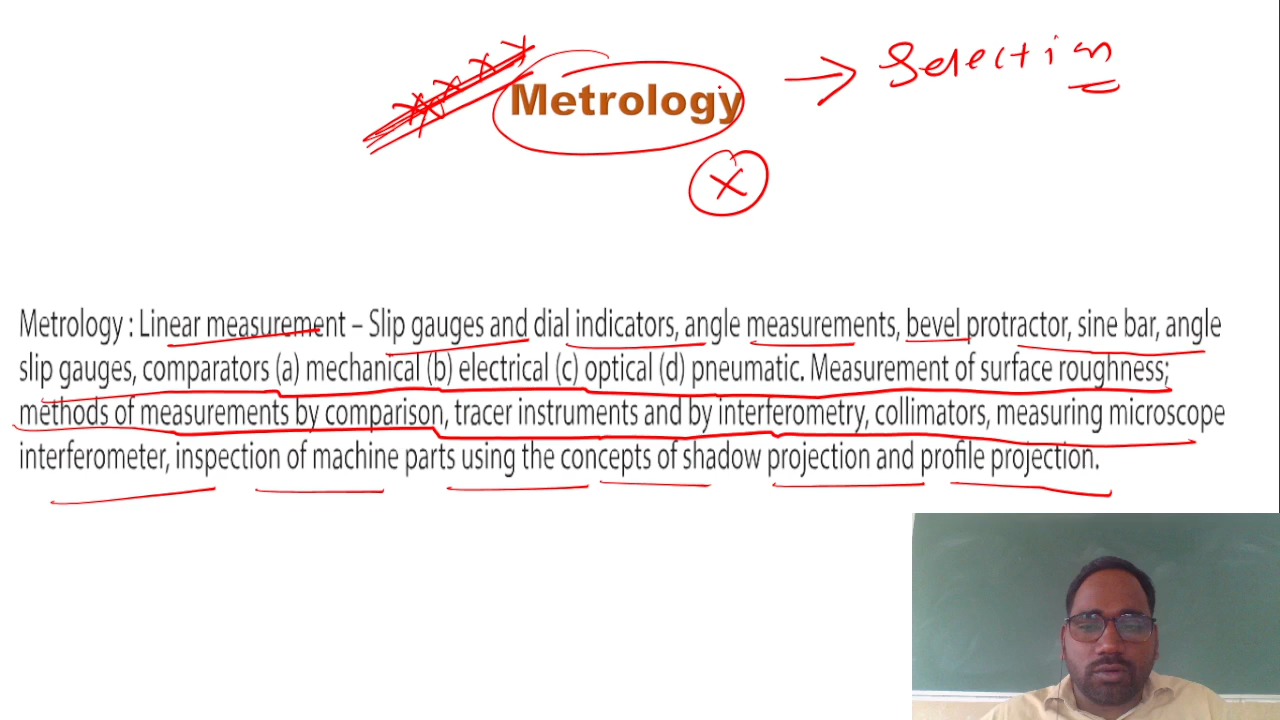 Metrology → Selection
X
Metrology : Linear measurement – Slip gauges and dial indicators, angle measurements, bevel protractor, sine bar, angle
slip gauges, comparators (a) mechanical (b) electrical (c) optical (d) pneumatic. Measurement of surface roughness;
methods of measurements by comparison, tracer instruments and by interferometry, collimators, measuring microscope
interferometer, inspection of machine parts using the concepts of shadow projection and profile projection.